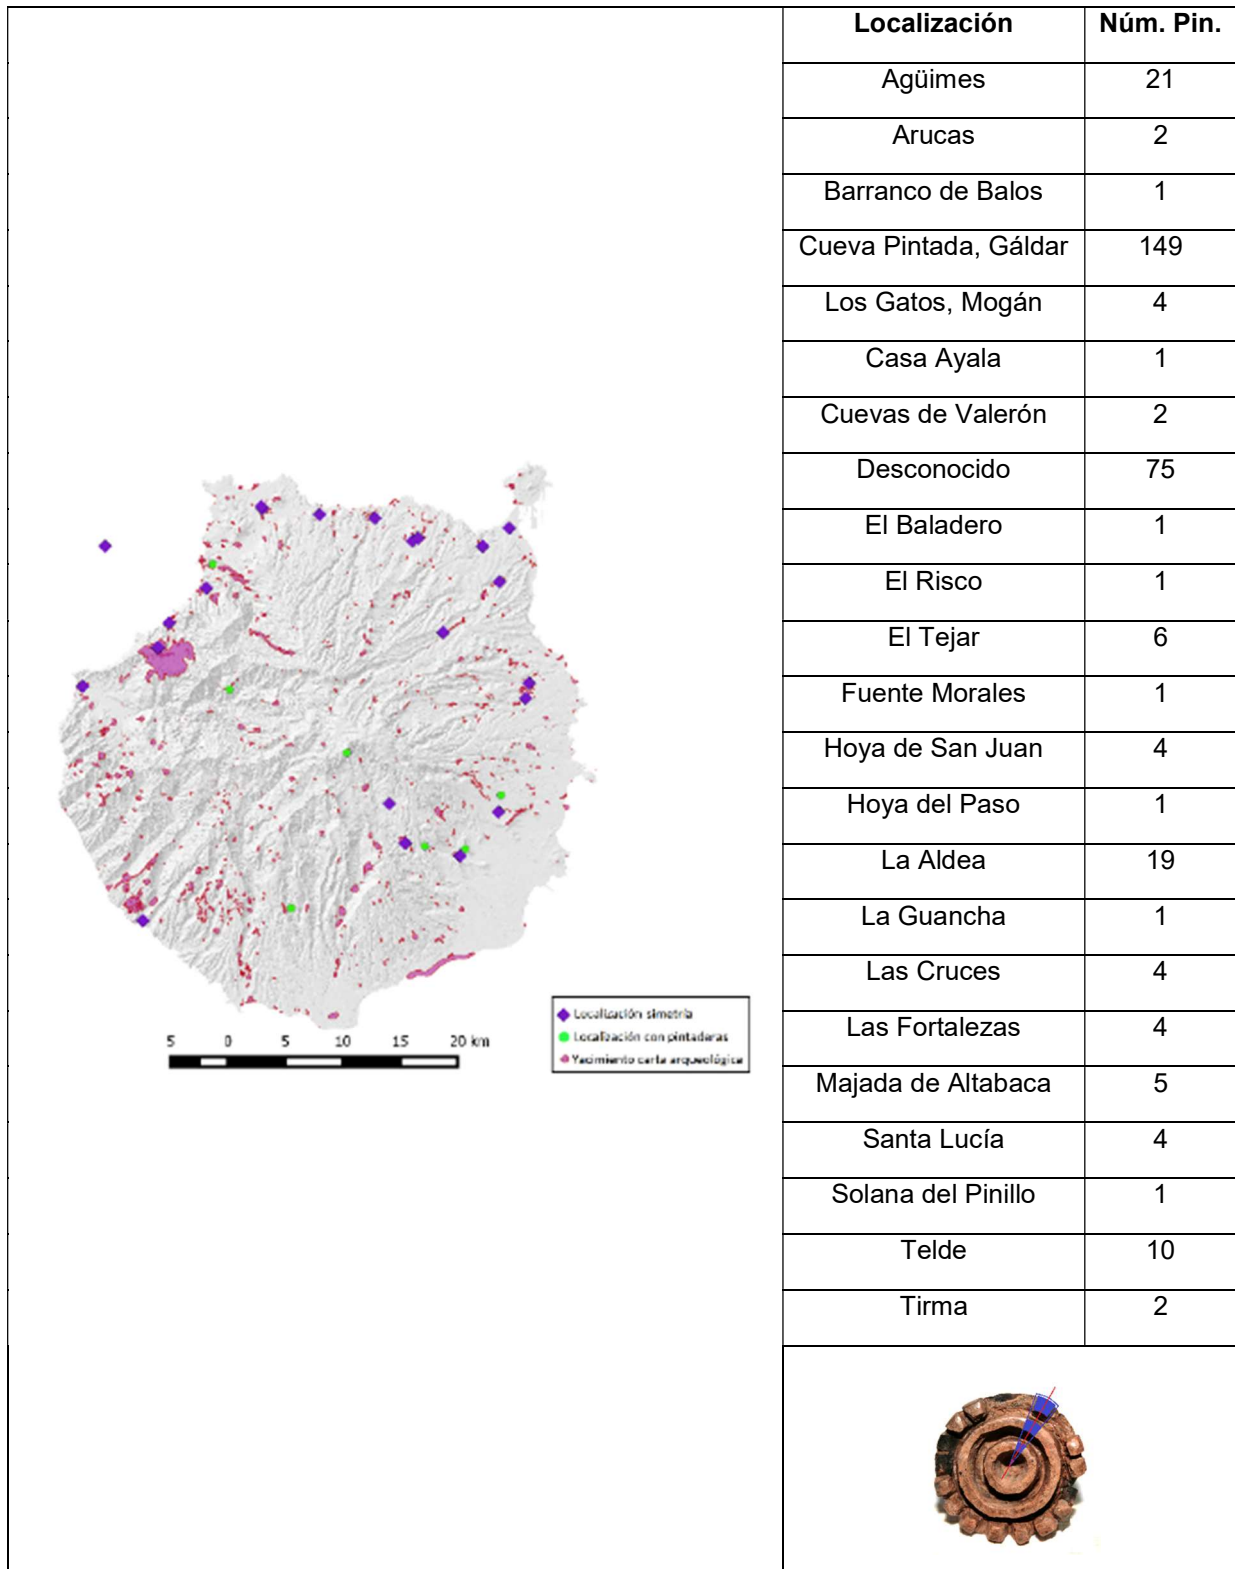 Localización Núm. Pin.
Agüimes 21
Arucas 2
Barranco de Balos 1
Cueva Pintada, Gáldar 149
Los Gatos, Mogán 4
Casa Ayala 1
Cuevas de Valerón 2
Desconocido 75
El Baladero 1
El Risco 1
El Tejar 6
Fuente Morales 1
Hoya de San Juan 4
Hoya del Paso 1
La Aldea 19
La Guancha 1
Las Cruces 4
Las Fortalezas 4
Majada de Altabaca 5
Santa Lucía 4
Solana del Pinillo 1
Telde 10
Tirma 2
5 0 5 10 15 20 km
Localización simetría
Localización con pintaderas
Yacimiento carta arqueológica